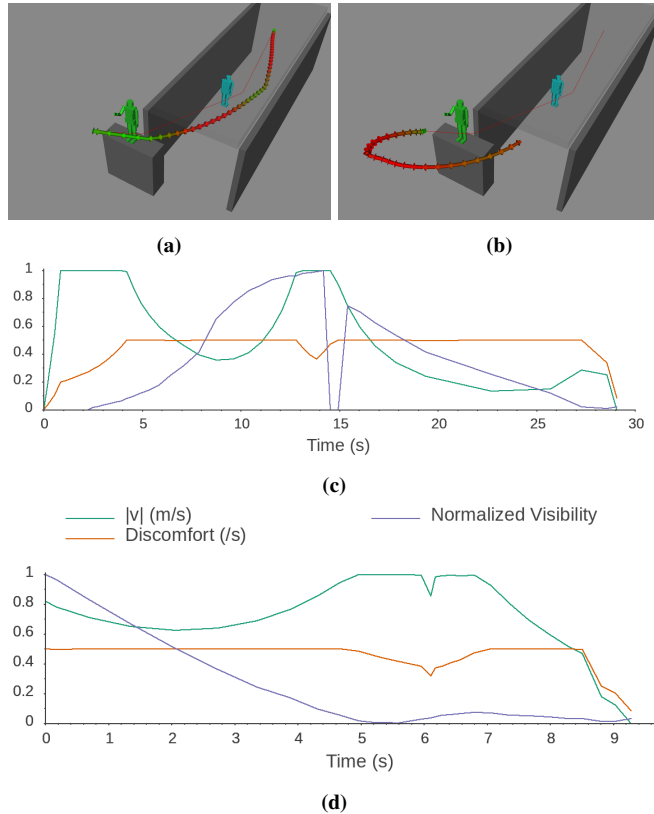 (a) (b)
1
0.8
0.6
0.4
0.2
0
0 5 10 15 20 25 30
Time (s)
(c)
|v| (m/s) Normalized Visibility
Discomfort (/s)
1
0.8
0.6
0.4
0.2
0
0 1 2 3 4 5 6 7 8 9
Time (s)
(d)